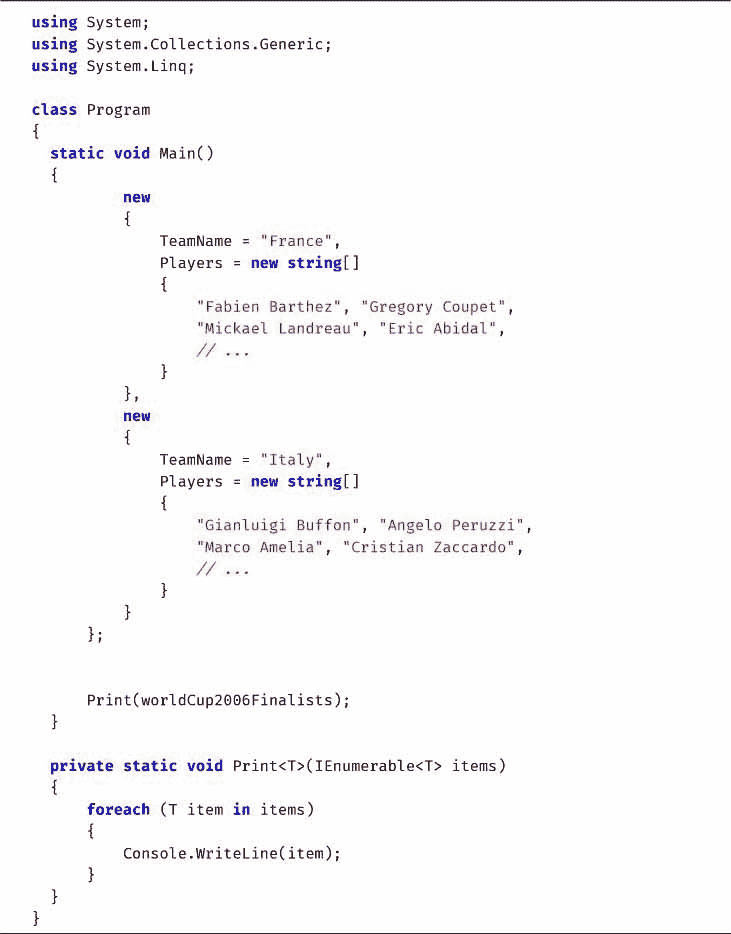 using System;
using System.Collections.Generic;
using System.Linq;

class Program
{
  static void Main()
  {
          new
          {
              TeamName = "France",
              Players = new string[]
              {
                  "Fabien Barthez", "Gregory Coupet",
                  "Mickael Landreau", "Eric Abidal",
                  // ...
              }
          },
          new
          {
              TeamName = "Italy",
              Players = new string[]
              {
                  "Gianluigi Buffon", "Angelo Peruzzi",
                  "Marco Amelia", "Cristian Zaccardo",
                  // ...
              }
          }
      };

      Print(worldCup2006Finalists);
  }

  private static void Print<T>(IEnumerable<T> items)
  {
      foreach (T item in items)
      {
          Console.WriteLine(item);
      }
  }
}